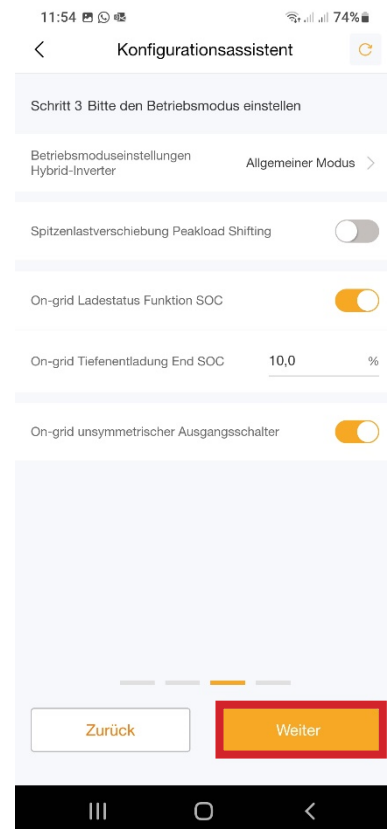 11:54 74%
Konfigurationsassistent
Schritt 3 Bitte den Betriebsmodus einstellen
Betriebsmoduseinstellungen
Hybrid-Inverter
Allgemeiner Modus
Spitzenlastverschiebung Peakload Shifting
On-grid Ladestatus Funktion SOC
On-grid Tiefenentladung End SOC 10,0 %
On-grid unsymmetrischer Ausgangsschalter
Zurück Weiter